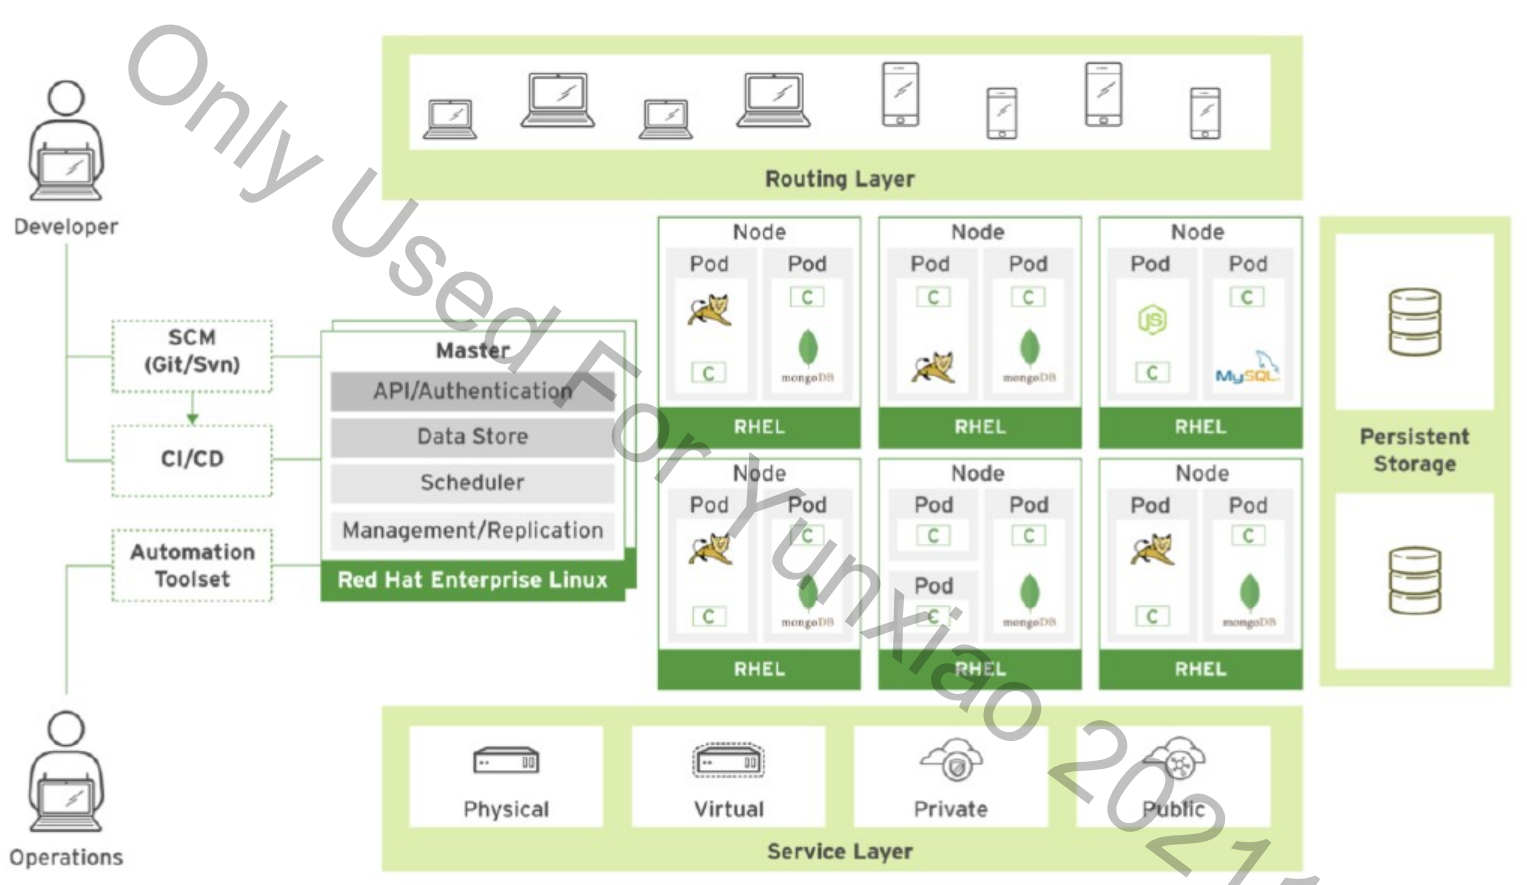 Only Used For Yunxiao 2021
Routing Layer
Developer
SCM
(Git/Svn)
CI/CD
Automation
Toolset
Operations
Master
API/Authentication
Data Store
Scheduler
Management/Replication
Red Hat Enterprise Linux
Node
Pod
Pod
C
C
mongoDB
RHEL
Node
Pod
Pod
C
C
mongoDB
RHEL
Node
Pod
Pod
C
JS
C
MySQL
RHEL
Node
Pod
Pod
C
C
mongoDB
RHEL
Node
Pod
Pod
C
C
Pod
C
mongoDB
RHEL
Node
Pod
Pod
C
C
mongoDB
RHEL
Persistent
Storage
Physical
Virtual
Private
Public
Service Layer